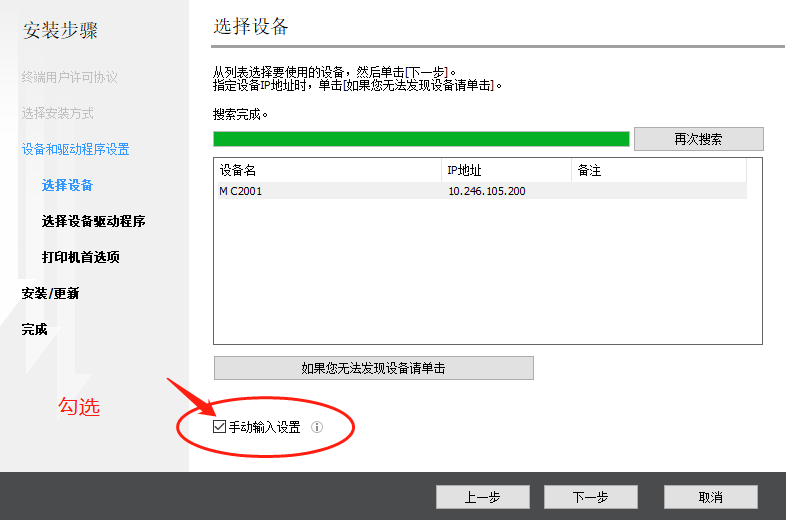 安装步骤
终端用户许可协议
选择安装方式
设备和驱动程序设置
选择设备
选择设备驱动程序
打印机首选项
安装/更新
完成
勾选
选择设备
从列表选择要使用的设备，然后单击[下一步]。
指定设备IP地址时，单击[如果您无法发现设备请单击]。
搜索完成。
再次搜索
设备名 IP地址 备注
M C2001 10.246.105.200
如果您无法发现设备请单击
手动输入设置
上一步 下一步 取消